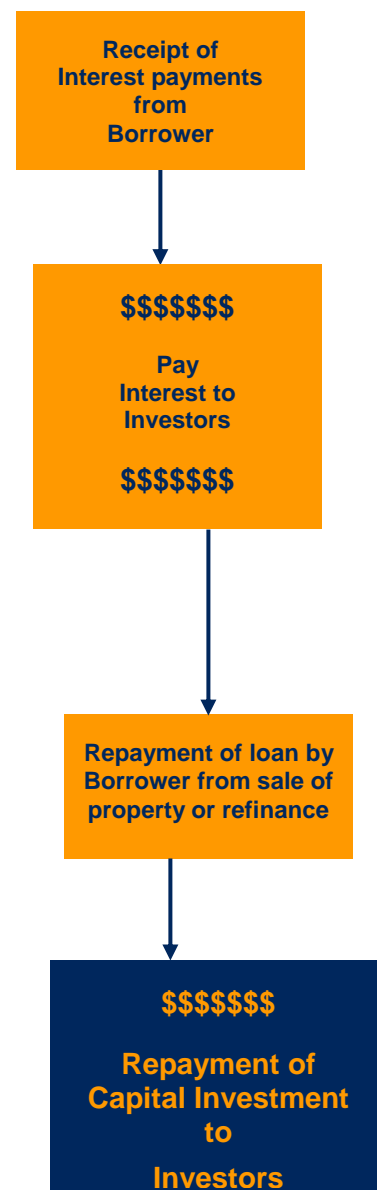 Receipt of
Interest payments
from
Borrower
$$$$$$$
Pay
Interest to
Investors
$$$$$$$
Repayment of loan by
Borrower from sale of
property or refinance
$$$$$$$
Repayment of
Capital Investment
to
Investors